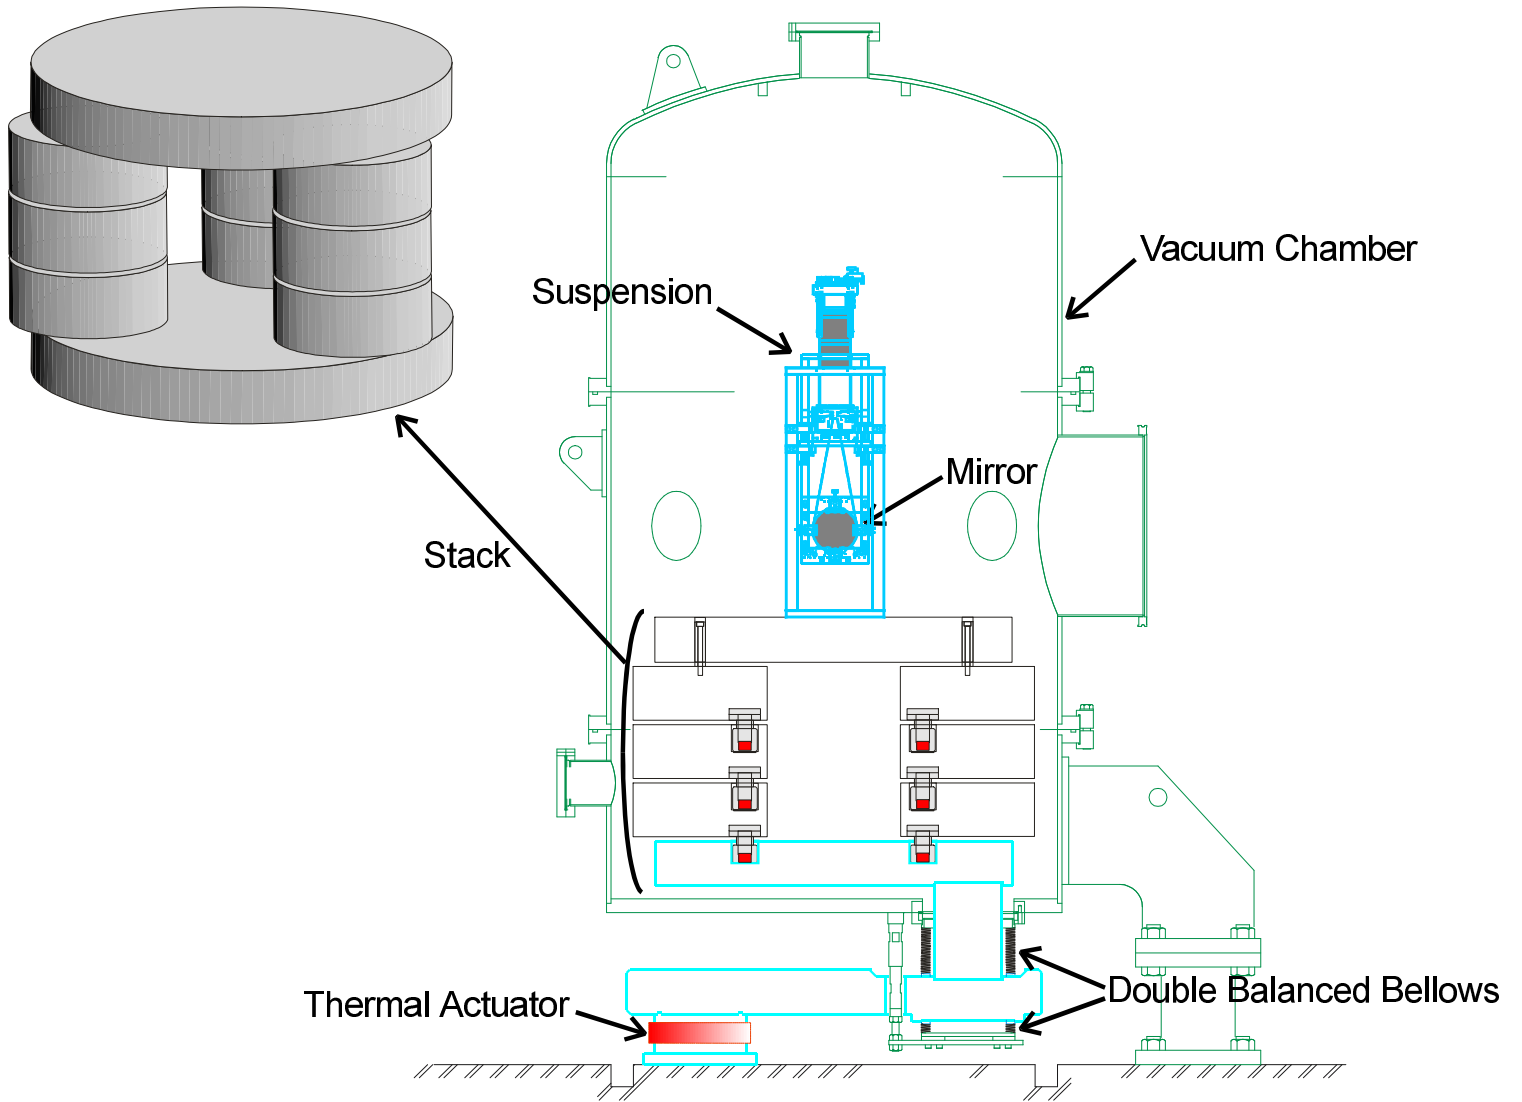 Vacuum Chamber
Suspension
Mirror
Stack
Double Balanced Bellows
Thermal Actuator